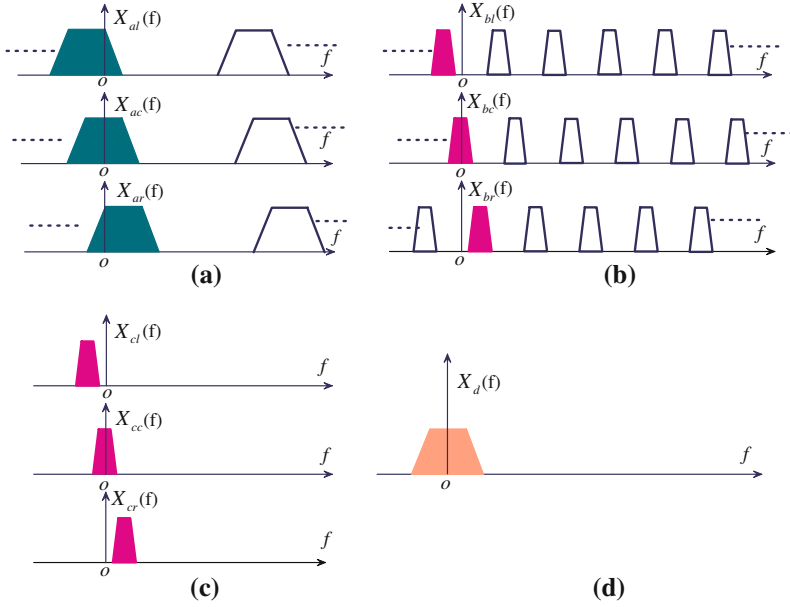 X_al(f)
f
o
X_ac(f)
f
o
X_ar(f)
f
o
(a)
X_bl(f)
f
o
X_bc(f)
f
o
X_br(f)
f
o
(b)
X_cl(f)
f
o
X_cc(f)
f
o
X_cr(f)
f
o
(c)
X_d(f)
f
o
(d)